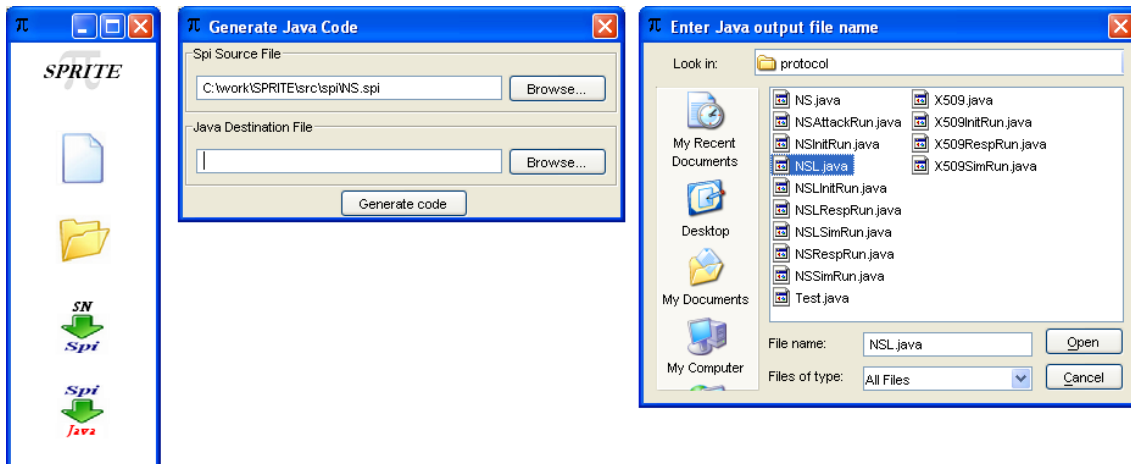 π
SPRITE
SN
Spi
Spi
Java
π Generate Java Code
Spi Source File
C:\work\SPRITE\src\spi\NS.spi
Browse...
Java Destination File
Browse...
Generate code
π Enter Java output file name
Look in:
protocol
My Recent
Documents
Desktop
My Documents
My Computer
NS.java
NSAttackRun.java
NSInitRun.java
NSL.java
NSLInitRun.java
NSLRespRun.java
NSLSimRun.java
NSRespRun.java
NSSimRun.java
Test.java
X509.java
X509InitRun.java
X509RespRun.java
X509SimRun.java
File name:
NSL.java
Open
Files of type:
All Files
Cancel